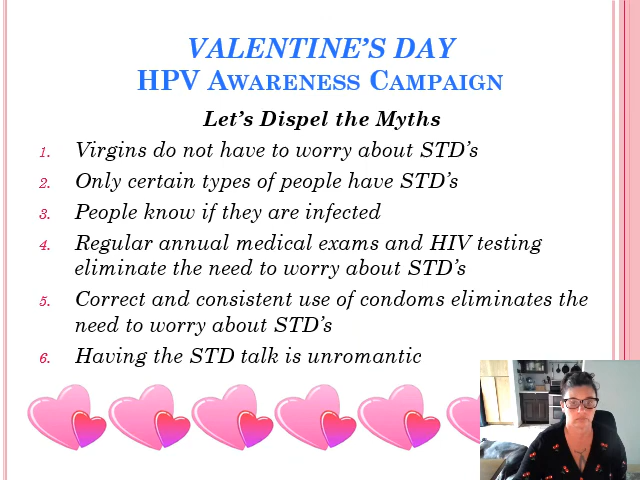 VALENTINE'S DAY
HPV AWARENESS CAMPAIGN
Let's Dispel the Myths
1. Virgins do not have to worry about STD's
2. Only certain types of people have STD's
3. People know if they are infected
4. Regular annual medical exams and HIV testing
eliminate the need to worry about STD's
5. Correct and consistent use of condoms eliminates the
need to worry about STD's
6. Having the STD talk is unromantic